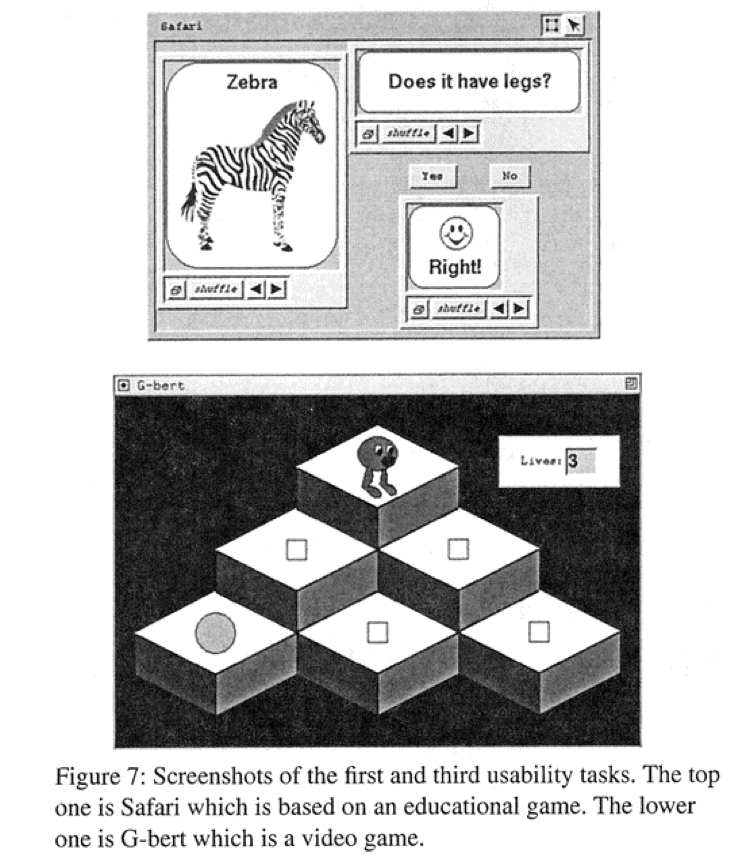 Safari
Zebra
Does it have legs?
shuffle
Yes
No
Right!
shuffle
shuffle
G-bert
Lives: 3
Figure 7: Screenshots of the first and third usability tasks. The top
one is Safari which is based on an educational game. The lower
one is G-bert which is a video game.